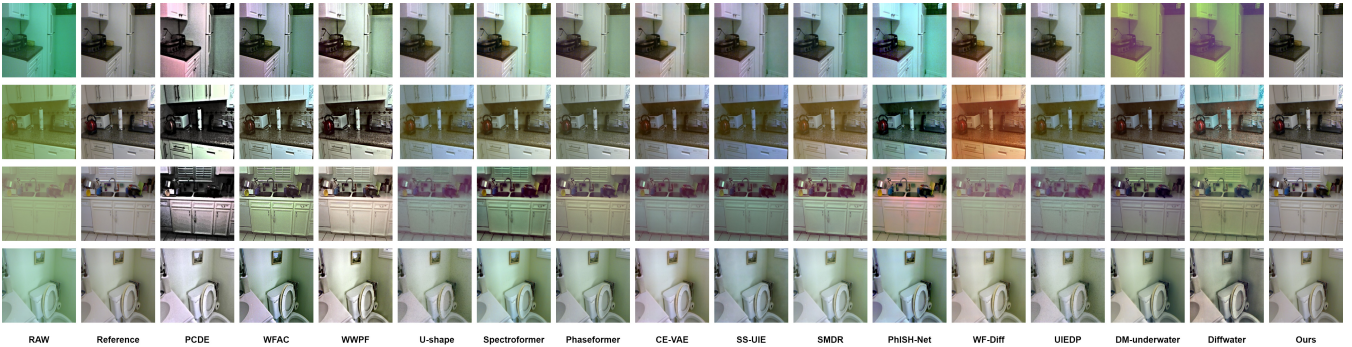 RAW Reference PCDE WFAC WWPF U-shape Spectroformer Phaseformer CE-VAE SS-UIE SMDR PhISH-Net WF-Diff UIEDP DM-underwater Diffwater Ours